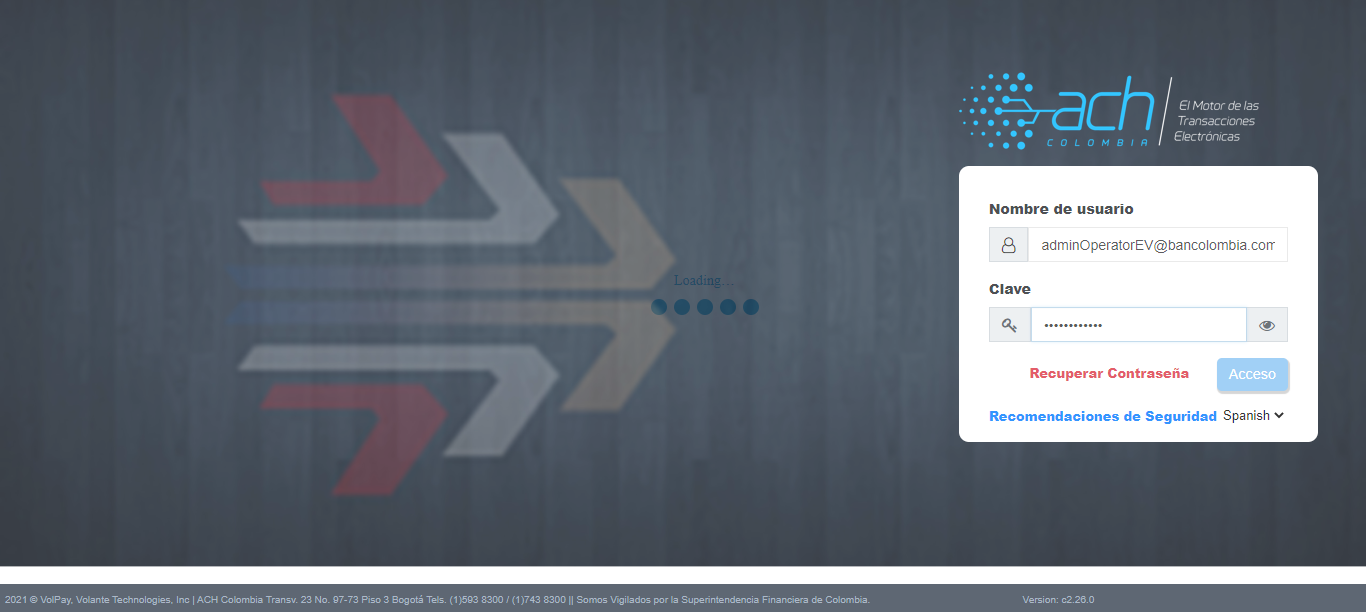 ach
COLOMBIA
El Motor de las
Transacciones
Electrónicas
Nombre de usuario
adminOperatorEV@bancolombia.com
Clave
••••••••••••
Loading...
Recuperar Contraseña
Acceso
Recomendaciones de Seguridad Spanish
2021 © VolPay, Volante Technologies, Inc | ACH Colombia Transv. 23 No. 97-73 Piso 3 Bogotá Tels. (1)593 8300 / (1)743 8300 || Somos Vigilados por la Superintendencia Financiera de Colombia. Version: c2.26.0